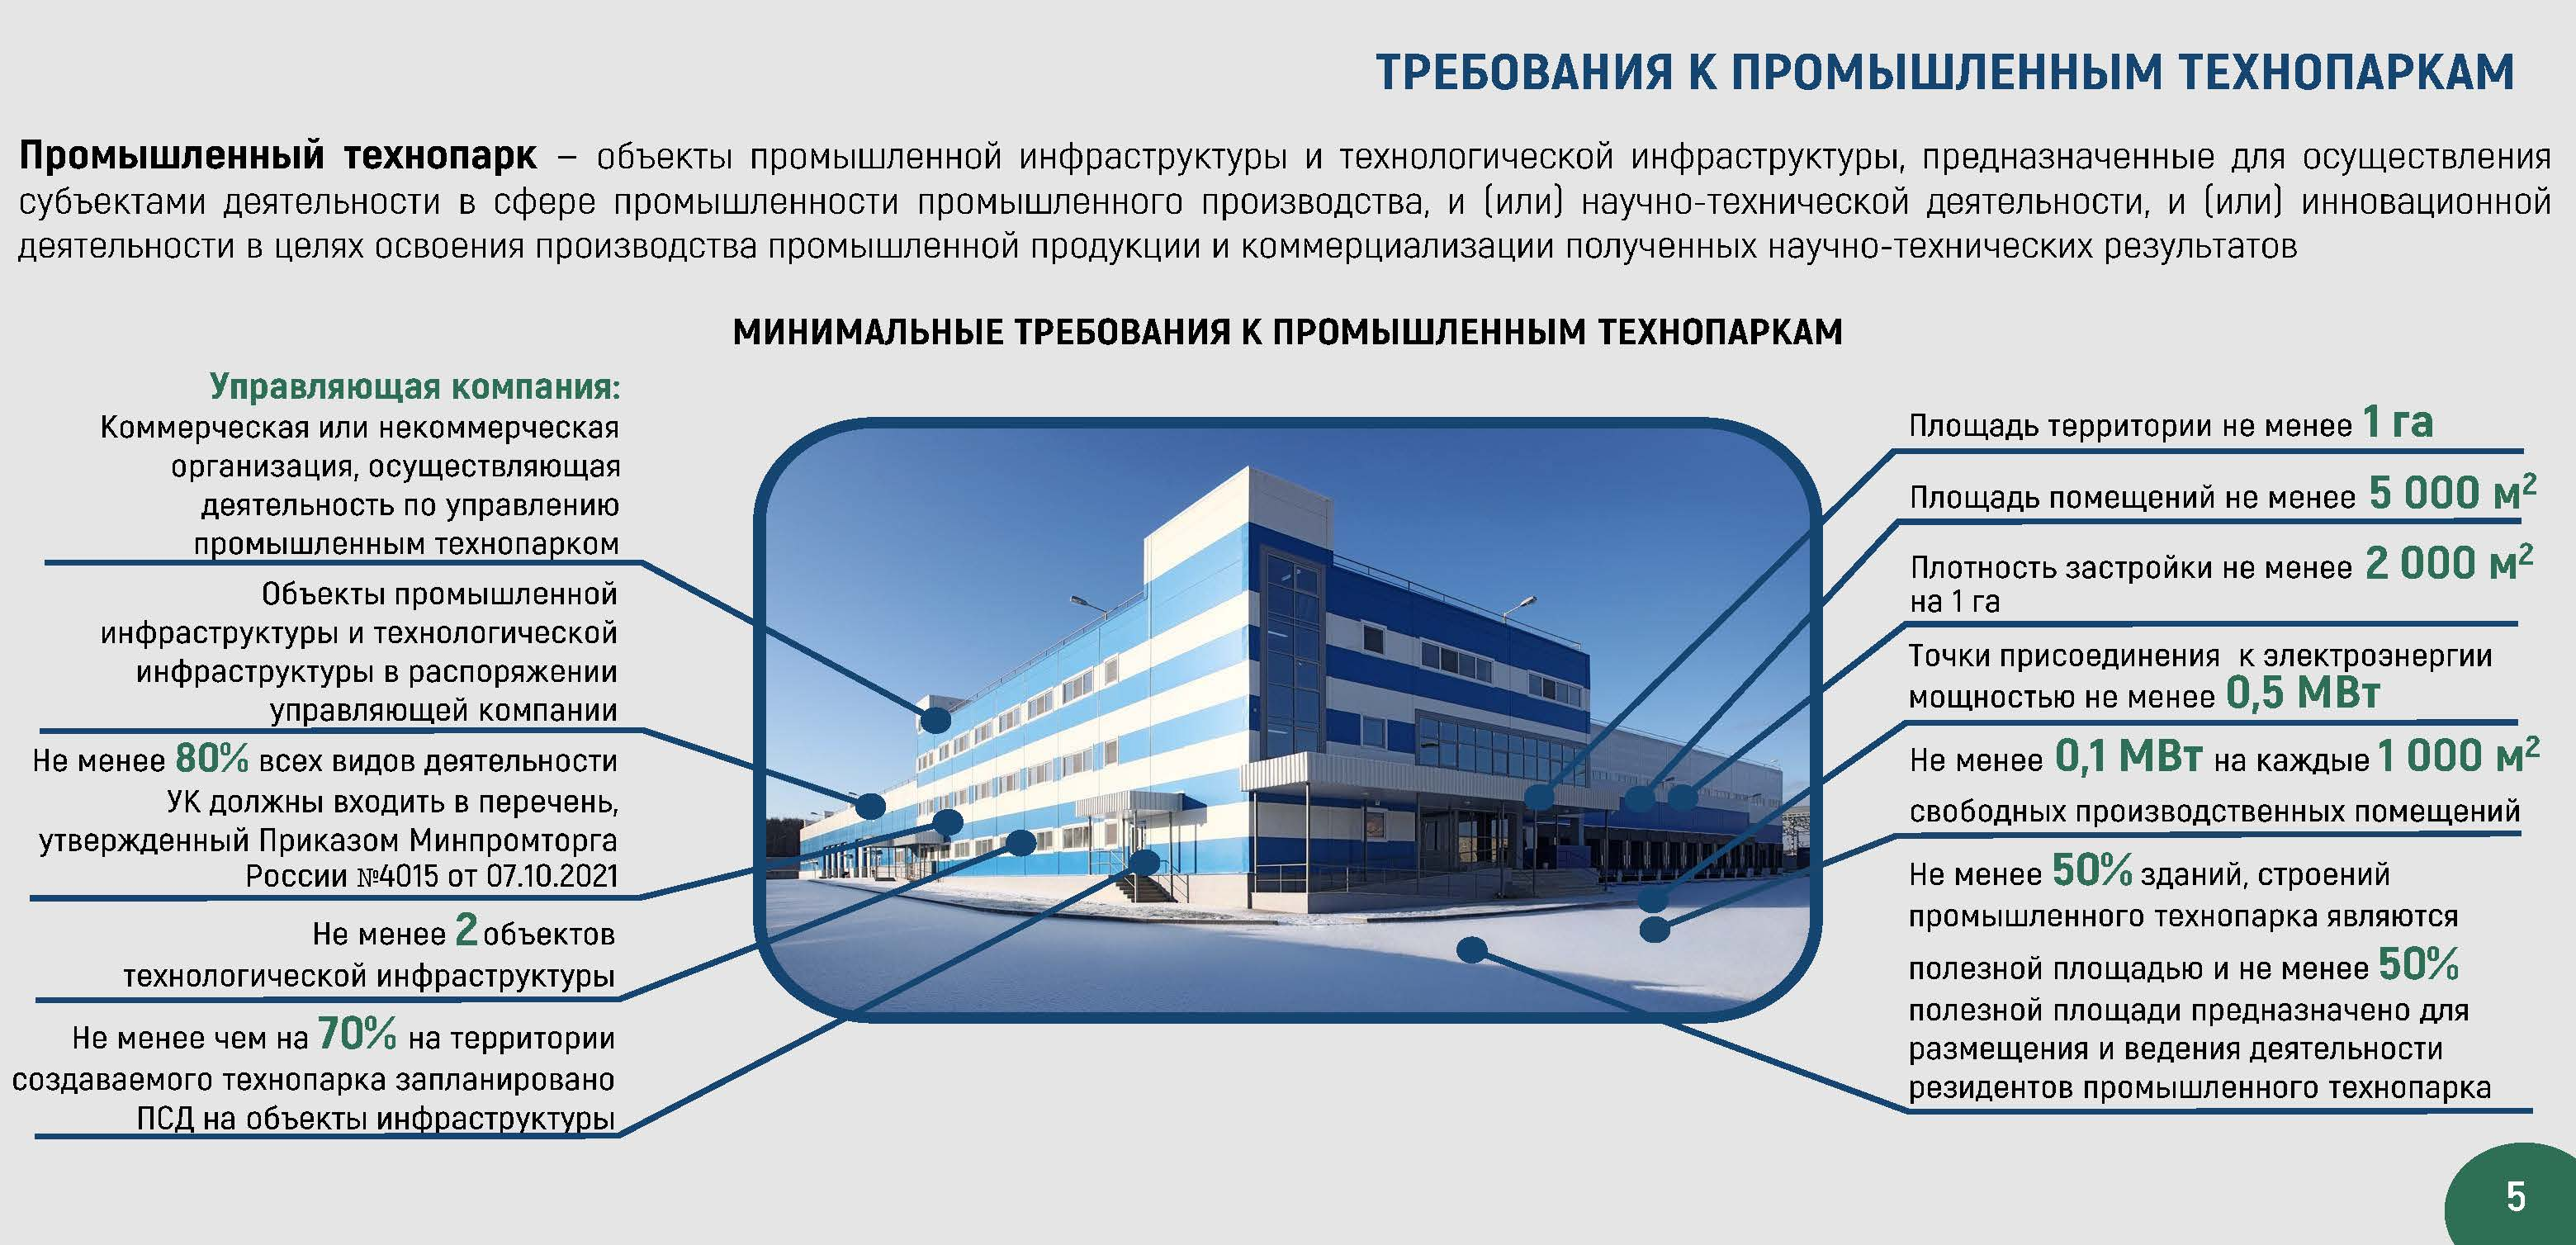 ТРЕБОВАНИЯ К ПРОМЫШЛЕННЫМ ТЕХНОПАРКАМ
Промышленный технопарк – объекты промышленной инфраструктуры и технологической инфраструктуры, предназначенные для осуществления
субъектами деятельности в сфере промышленности промышленного производства, и (или) научно-технической деятельности, и (или) инновационной
деятельности в целях освоения производства промышленной продукции и коммерциализации полученных научно-технических результатов
МИНИМАЛЬНЫЕ ТРЕБОВАНИЯ К ПРОМЫШЛЕННЫМ ТЕХНОПАРКАМ
Управляющая компания:
Коммерческая или некоммерческая
организация, осуществляющая
деятельность по управлению
промышленным технопарком
Объекты промышленной
инфраструктуры и технологической
инфраструктуры в распоряжении
управляющей компании
Не менее 80% всех видов деятельности
УК должны входить в перечень,
утвержденный Приказом Минпромторга
России №4015 от 07.10.2021
Не менее 2 объектов
технологической инфраструктуры
Не менее чем на 70% на территории
создаваемого технопарка запланировано
ПСД на объекты инфраструктуры
Площадь территории не менее 1 га
Площадь помещений не менее 5 000 м²
Плотность застройки не менее 2 000 м²
на 1 га
Точки присоединения к электроэнергии
мощностью не менее 0,5 МВт
Не менее 0,1 МВт на каждые 1 000 м²
свободных производственных помещений
Не менее 50% зданий, строений
промышленного технопарка являются
полезной площадью и не менее 50%
полезной площади предназначено для
размещения и ведения деятельности
резидентов промышленного технопарка
5